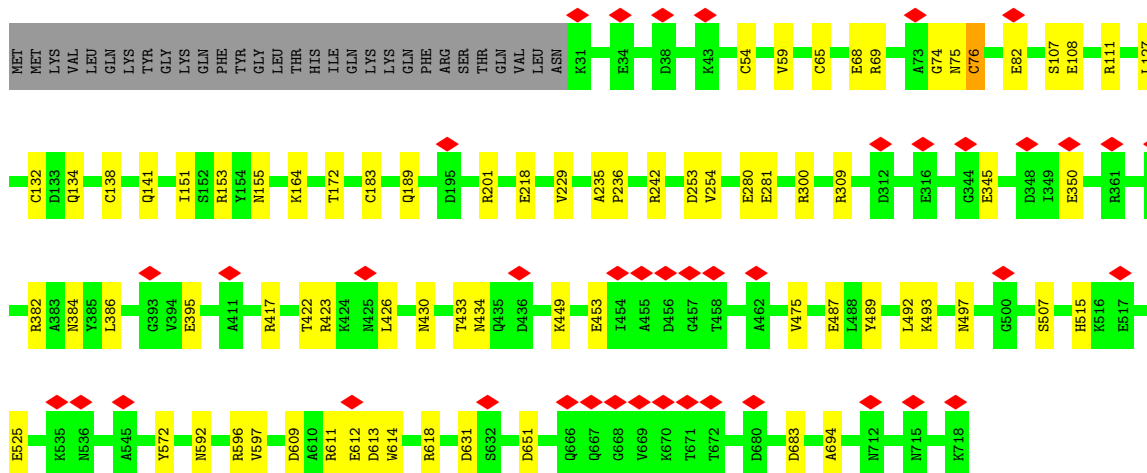 MET MET LYS VAL LEU GLN LYS TYR GLY LYS GLN PHE TYR GLY LEU THR HIS ILE GLN LYS LYS GLN PHE ARG SER THR GLN VAL LEU ASN K31 E34 D38 K43 C54 V59 C65 E68 R69 A73 G74 N75 C76 E82 S107 E108 R111 L127
C132 D133 Q134 C138 Q141 I151 S152 R153 Y154 N155 K164 T172 C183 Q189 D195 R201 E218 V229 A235 P236 R242 D253 V254 E280 E281 R300 R309 D312 E316 G344 E345 D348 I349 E350 R361
R382 A383 N384 Y385 L386 G393 V394 E395 A411 R417 T422 R423 K424 N425 L426 N430 T433 N434 Q435 D436 K449 E453 I454 A455 D456 G457 T458 A462 V475 E487 L488 Y489 L492 K493 N497 G500 S507 H515 K516 E517
E525 K535 N536 A545 Y572 N592 R596 V597 D609 A610 R611 E612 D613 W614 R618 D631 S632 D651 Q666 Q667 G668 V669 K670 T671 T672 D680 D683 A694 N712 N715 K718